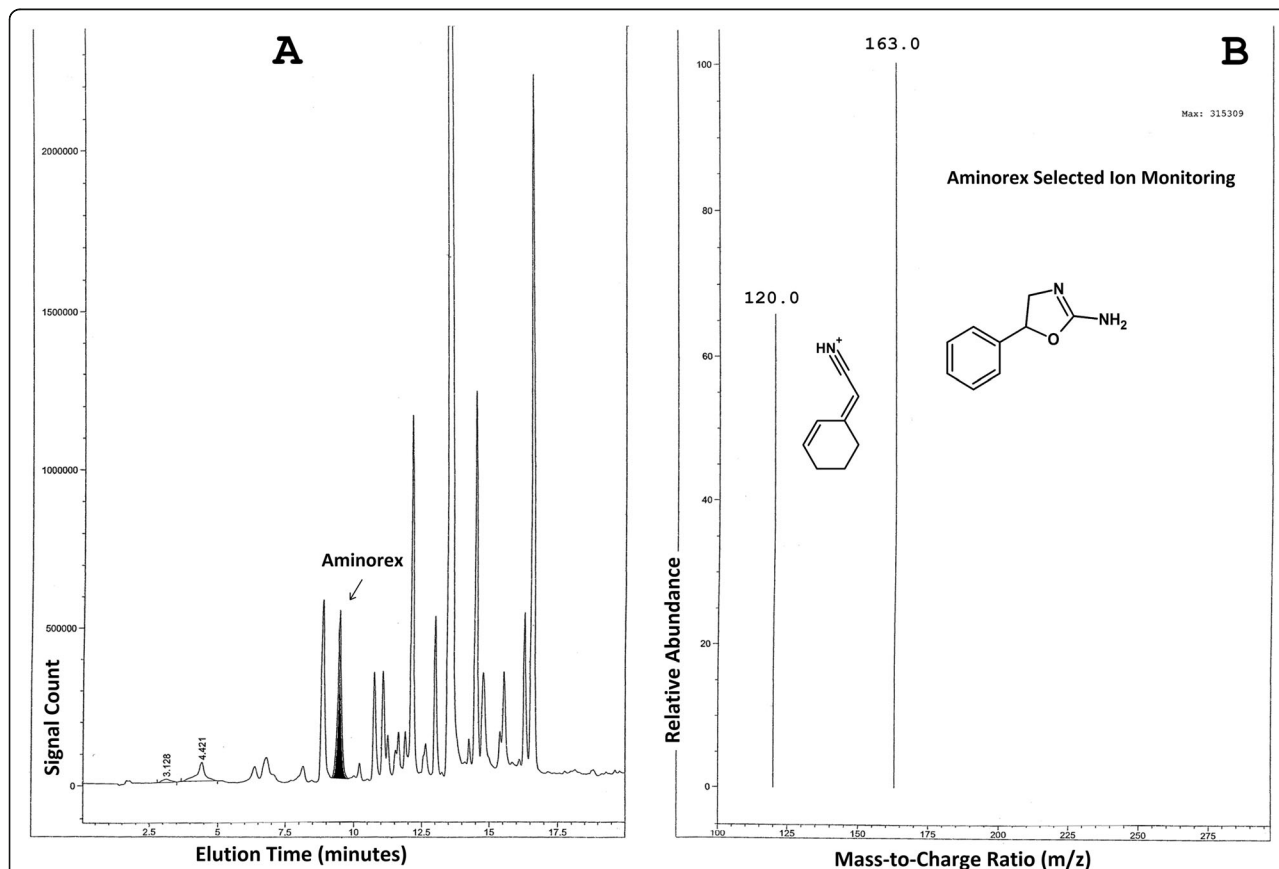 A
Signal Count
2000000
1500000
1000000
500000
0
Aminorex
3.128
4.421
2.5
5.0
7.5
10.0
12.5
15.0
17.5
Elution Time (minutes)
B
163.0
Max: 315309
Aminorex Selected Ion Monitoring
120.0
HN+
N
O
NH2
Relative Abundance
100
80
60
40
20
0
100
125
150
175
200
225
250
275
Mass-to-Charge Ratio (m/z)